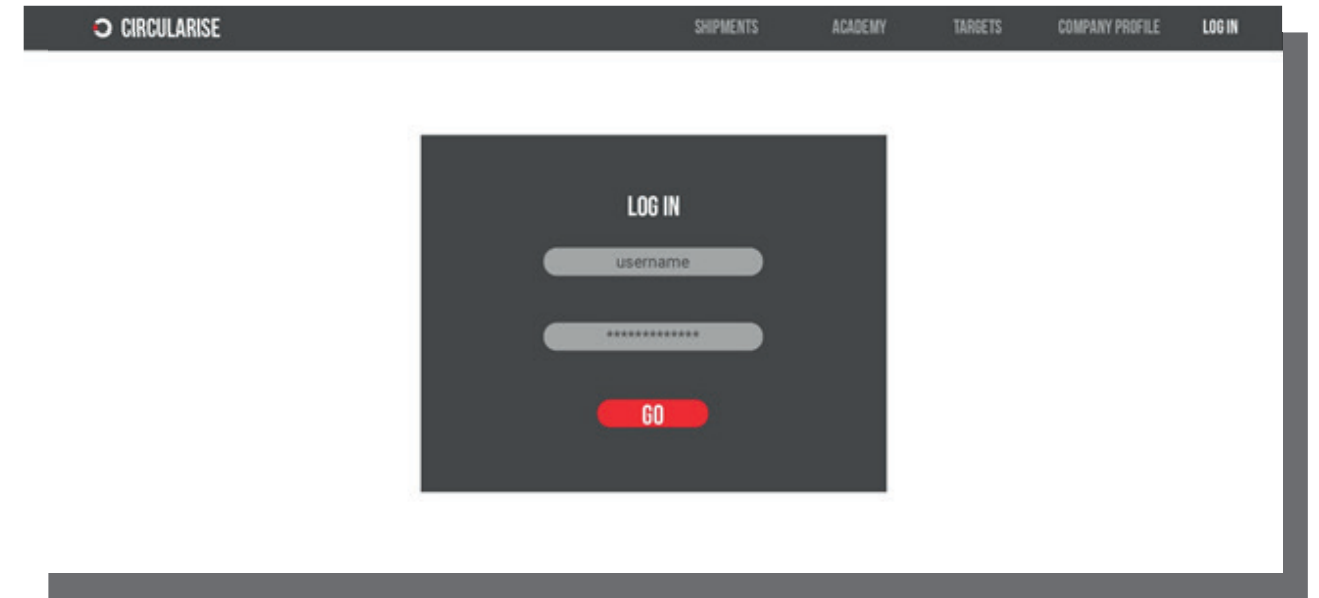 CIRCULARISE SHIPMENTS ACADEMY TARGETS COMPANY PROFILE LOG IN
LOG IN
username
*************
GO